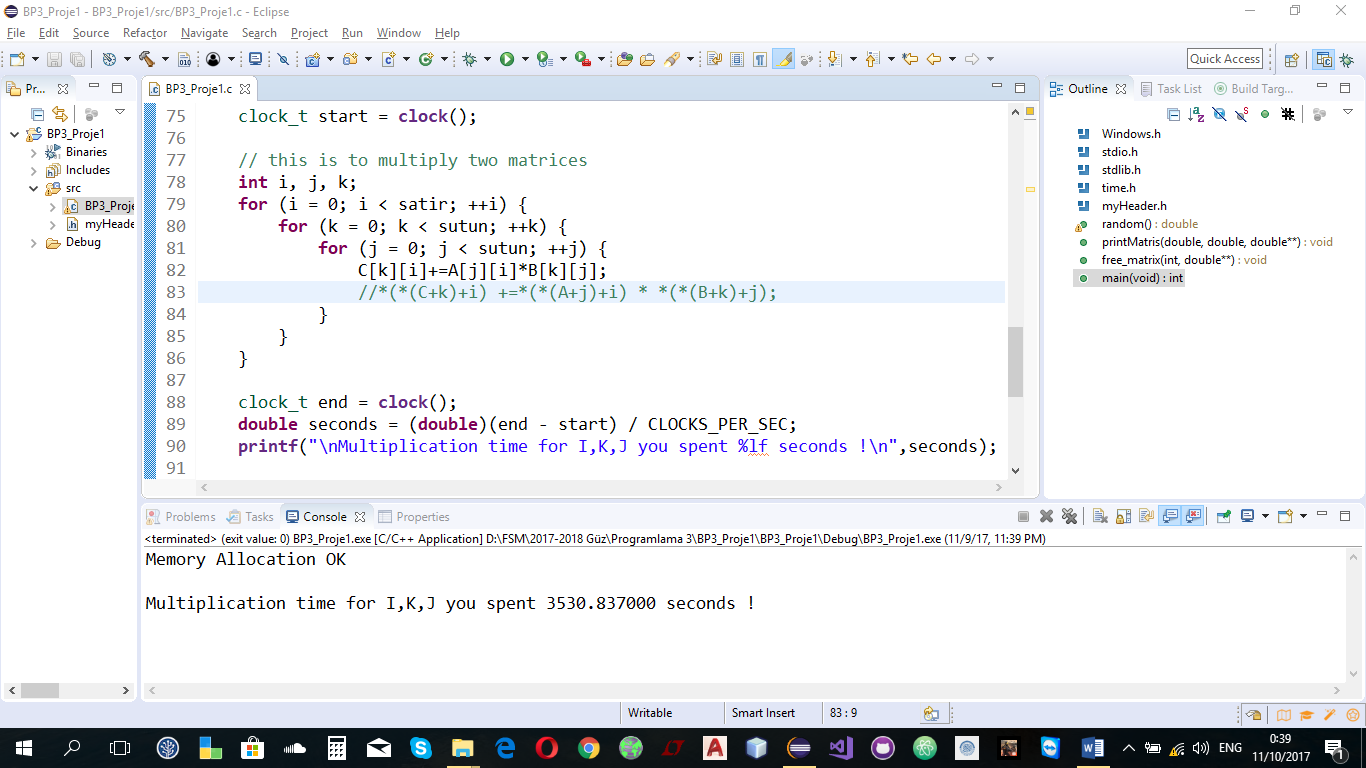 BP3_Proje1 - BP3_Proje1/src/BP3_Proje1.c - Eclipse
File Edit Source Refactor Navigate Search Project Run Window Help
Quick Access
Pr...
BP3_Proje1
Binaries
Includes
src
BP3_Proje
myHeade
Debug
BP3_Proje1.c
75 clock_t start = clock();
76
77 // this is to multiply two matrices
78 int i, j, k;
79 for (i = 0; i < satir; ++i) {
80 for (k = 0; k < sutun; ++k) {
81 for (j = 0; j < sutun; ++j) {
82 C[k][i]+=A[j][i]*B[k][j];
83 //*(*(C+k)+i) +=*(*(A+j)+i) * *(*(B+k)+j);
84 }
85 }
86 }
87
88 clock_t end = clock();
89 double seconds = (double)(end - start) / CLOCKS_PER_SEC;
90 printf("\nMultiplication time for I,K,J you spent %lf seconds !\n",seconds);
91
Outline Task List Build Targ...
Windows.h
stdio.h
stdlib.h
time.h
myHeader.h
random() : double
printMatris(double, double, double**) : void
free_matrix(int, double**) : void
main(void) : int
Problems Tasks Console Properties
<terminated> (exit value: 0) BP3_Proje1.exe [C/C++ Application] D:\FSM\2017-2018 Güz\Programlama 3\BP3_Proje1\BP3_Proje1\Debug\BP3_Proje1.exe (11/9/17, 11:39 PM)
Memory Allocation OK
Multiplication time for I,K,J you spent 3530.837000 seconds !
Writable Smart Insert 83 : 9
ENG
0:39
11/10/2017
1